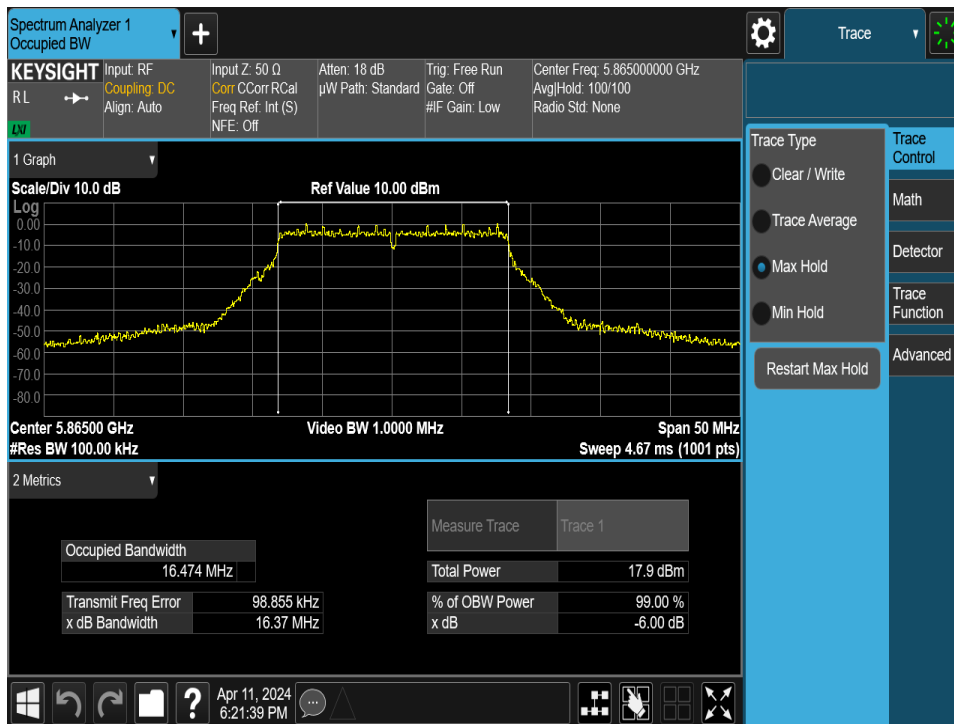 Spectrum Analyzer 1
Occupied BW
+
Trace
KEYSIGHT
R L
LXI
Input: RF
Coupling: DC
Align: Auto
Input Z: 50 Ω
Corr CCorr RCal
Freq Ref: Int (S)
NFE: Off
Atten: 18 dB
µW Path: Standard
Trig: Free Run
Gate: Off
#IF Gain: Low
Center Freq: 5.865000000 GHz
Avg|Hold: 100/100
Radio Std: None
1 Graph
Scale/Div 10.0 dB
Ref Value 10.00 dBm
Log
0.00
-10.0
-20.0
-30.0
-40.0
-50.0
-60.0
-70.0
-80.0
Center 5.86500 GHz
Video BW 1.0000 MHz
Span 50 MHz
#Res BW 100.00 kHz
Sweep 4.67 ms (1001 pts)
2 Metrics
Measure Trace
Trace 1
Occupied Bandwidth
16.474 MHz
Total Power
17.9 dBm
Transmit Freq Error
98.855 kHz
% of OBW Power
99.00 %
x dB Bandwidth
16.37 MHz
x dB
-6.00 dB
Trace Type
Clear / Write
Trace Average
Max Hold
Min Hold
Restart Max Hold
Trace
Control
Math
Detector
Trace
Function
Advanced
?
Apr 11, 2024
6:21:39 PM